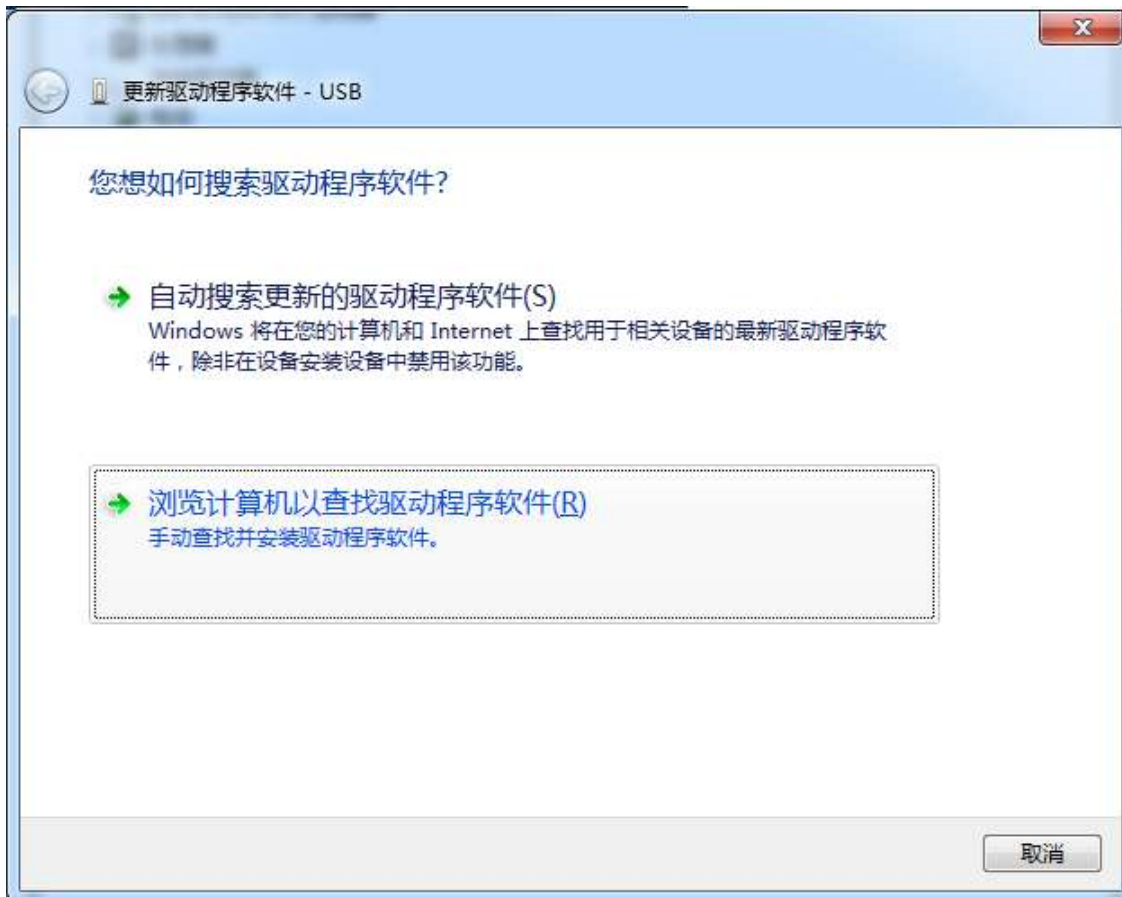 更新驱动程序软件 - USB
您想如何搜索驱动程序软件?
自动搜索更新的驱动程序软件(S)
Windows 将在您的计算机和 Internet 上查找用于相关设备的最新驱动程序软
件，除非在设备安装设备中禁用该功能。
浏览计算机以查找驱动程序软件(R)
手动查找并安装驱动程序软件。
取消